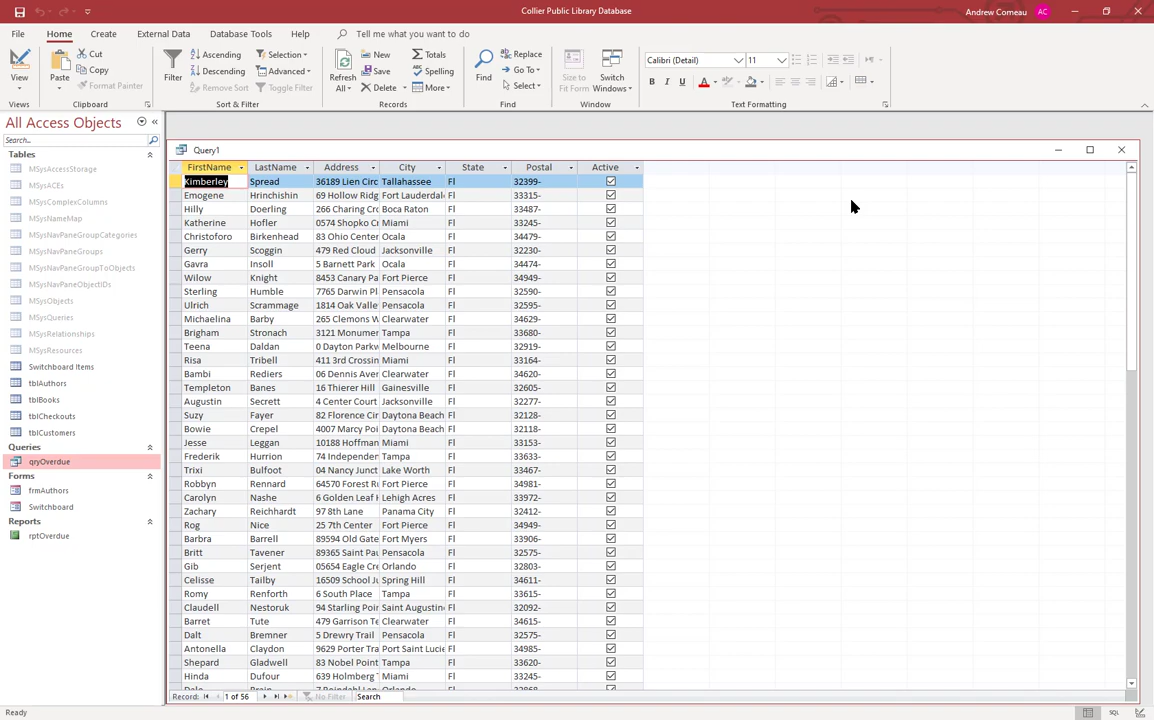 Collier Public Library Database
Andrew Comeau AC
File Home Create External Data Database Tools Help Tell me what you want to do
View
Views
Paste
Cut
Copy
Format Painter
Clipboard
Filter
Ascending
Descending
Remove Sort
Selection
Advanced
Toggle Filter
Sort & Filter
Refresh All
New
Save
Delete
Totals
Spelling
More
Records
Find
Replace
Go To
Select
Find
Size to Fit Form
Switch Windows
Window
Calibri (Detail) 11
B I U A
Text Formatting
All Access Objects
Search...
Tables
MSysAccessStorage
MSysACEs
MSysComplexColumns
MSysNameMap
MSysNavPaneGroupCategories
MSysNavPaneGroups
MSysNavPaneGroupToObjects
MSysNavPaneObjectIDs
MSysObjects
MSysQueries
MSysRelationships
MSysResources
Switchboard Items
tblAuthors
tblBooks
tblCheckouts
tblCustomers
Queries
qryOverdue
Forms
frmAuthors
Switchboard
Reports
rptOverdue
Query1
FirstName LastName Address City State Postal Active
Kimberley Spread 36189 Lien Circ Tallahassee Fl 32399-
Emogene Hrinchishin 69 Hollow Ridg Fort Lauderdal Fl 33315-
Hilly Doerling 266 Charing Cro Boca Raton Fl 33487-
Katherine Hofler 0574 Shopko Cr Miami Fl 33245-
Christoforo Birkenhead 83 Ohio Center Ocala Fl 34479-
Gerry Scoggin 479 Red Cloud Jacksonville Fl 32230-
Gavra Insoll 5 Barnett Park Ocala Fl 34474-
Wilow Knight 8453 Canary Pa Fort Pierce Fl 34949-
Sterling Humble 7765 Darwin Pl Pensacola Fl 32590-
Ulrich Scrammage 1814 Oak Valle Pensacola Fl 32595-
Michaelina Barby 265 Clemons W Clearwater Fl 34629-
Brigham Stronach 3121 Monumen Tampa Fl 33680-
Teena Daldan 0 Dayton Parkw Melbourne Fl 32919-
Risa Tribell 411 3rd Crossin Miami Fl 33164-
Bambi Rediers 06 Dennis Aver Clearwater Fl 34620-
Templeton Banes 16 Thierer Hill Gainesville Fl 32605-
Augustin Secrett 4 Center Court Jacksonville Fl 32277-
Suzy Fayer 82 Florence Cir Daytona Beach Fl 32128-
Bowie Crepel 4007 Marcy Poi Daytona Beach Fl 32118-
Jesse Leggan 10188 Hoffman Miami Fl 33153-
Frederik Hurrion 74 Independen Tampa Fl 33633-
Trixi Bulfoot 04 Nancy Junct Lake Worth Fl 33467-
Robbyn Rennard 64570 Forest Ru Fort Pierce Fl 34981-
Carolyn Nashe 6 Golden Leaf H Lehigh Acres Fl 33972-
Zachary Reichhardt 97 8th Lane Panama City Fl 32412-
Rog Nice 25 7th Center Fort Pierce Fl 34949-
Barbra Barrell 89594 Old Gate Fort Myers Fl 33906-
Britt Tavener 89365 Saint Pau Pensacola Fl 32575-
Gib Serjent 05654 Eagle Cre Orlando Fl 32803-
Celisse Tailby 16509 School Ju Spring Hill Fl 34611-
Romy Renforth 6 South Place Tampa Fl 33615-
Claudell Nestoruk 94 Starling Poin Saint Augustin Fl 32092-
Barret Tute 479 Garrison Te Clearwater Fl 34615-
Dalt Bremner 5 Drewry Trail Pensacola Fl 32575-
Antonella Claydon 9629 Porter Tra Port Saint Lucie Fl 34985-
Shepard Gladwell 83 Nobel Point Tampa Fl 33620-
Hinda Dufour 639 Holmberg T Miami Fl 33245-
Record: 1 of 56 No Filter Search
Ready
SQL